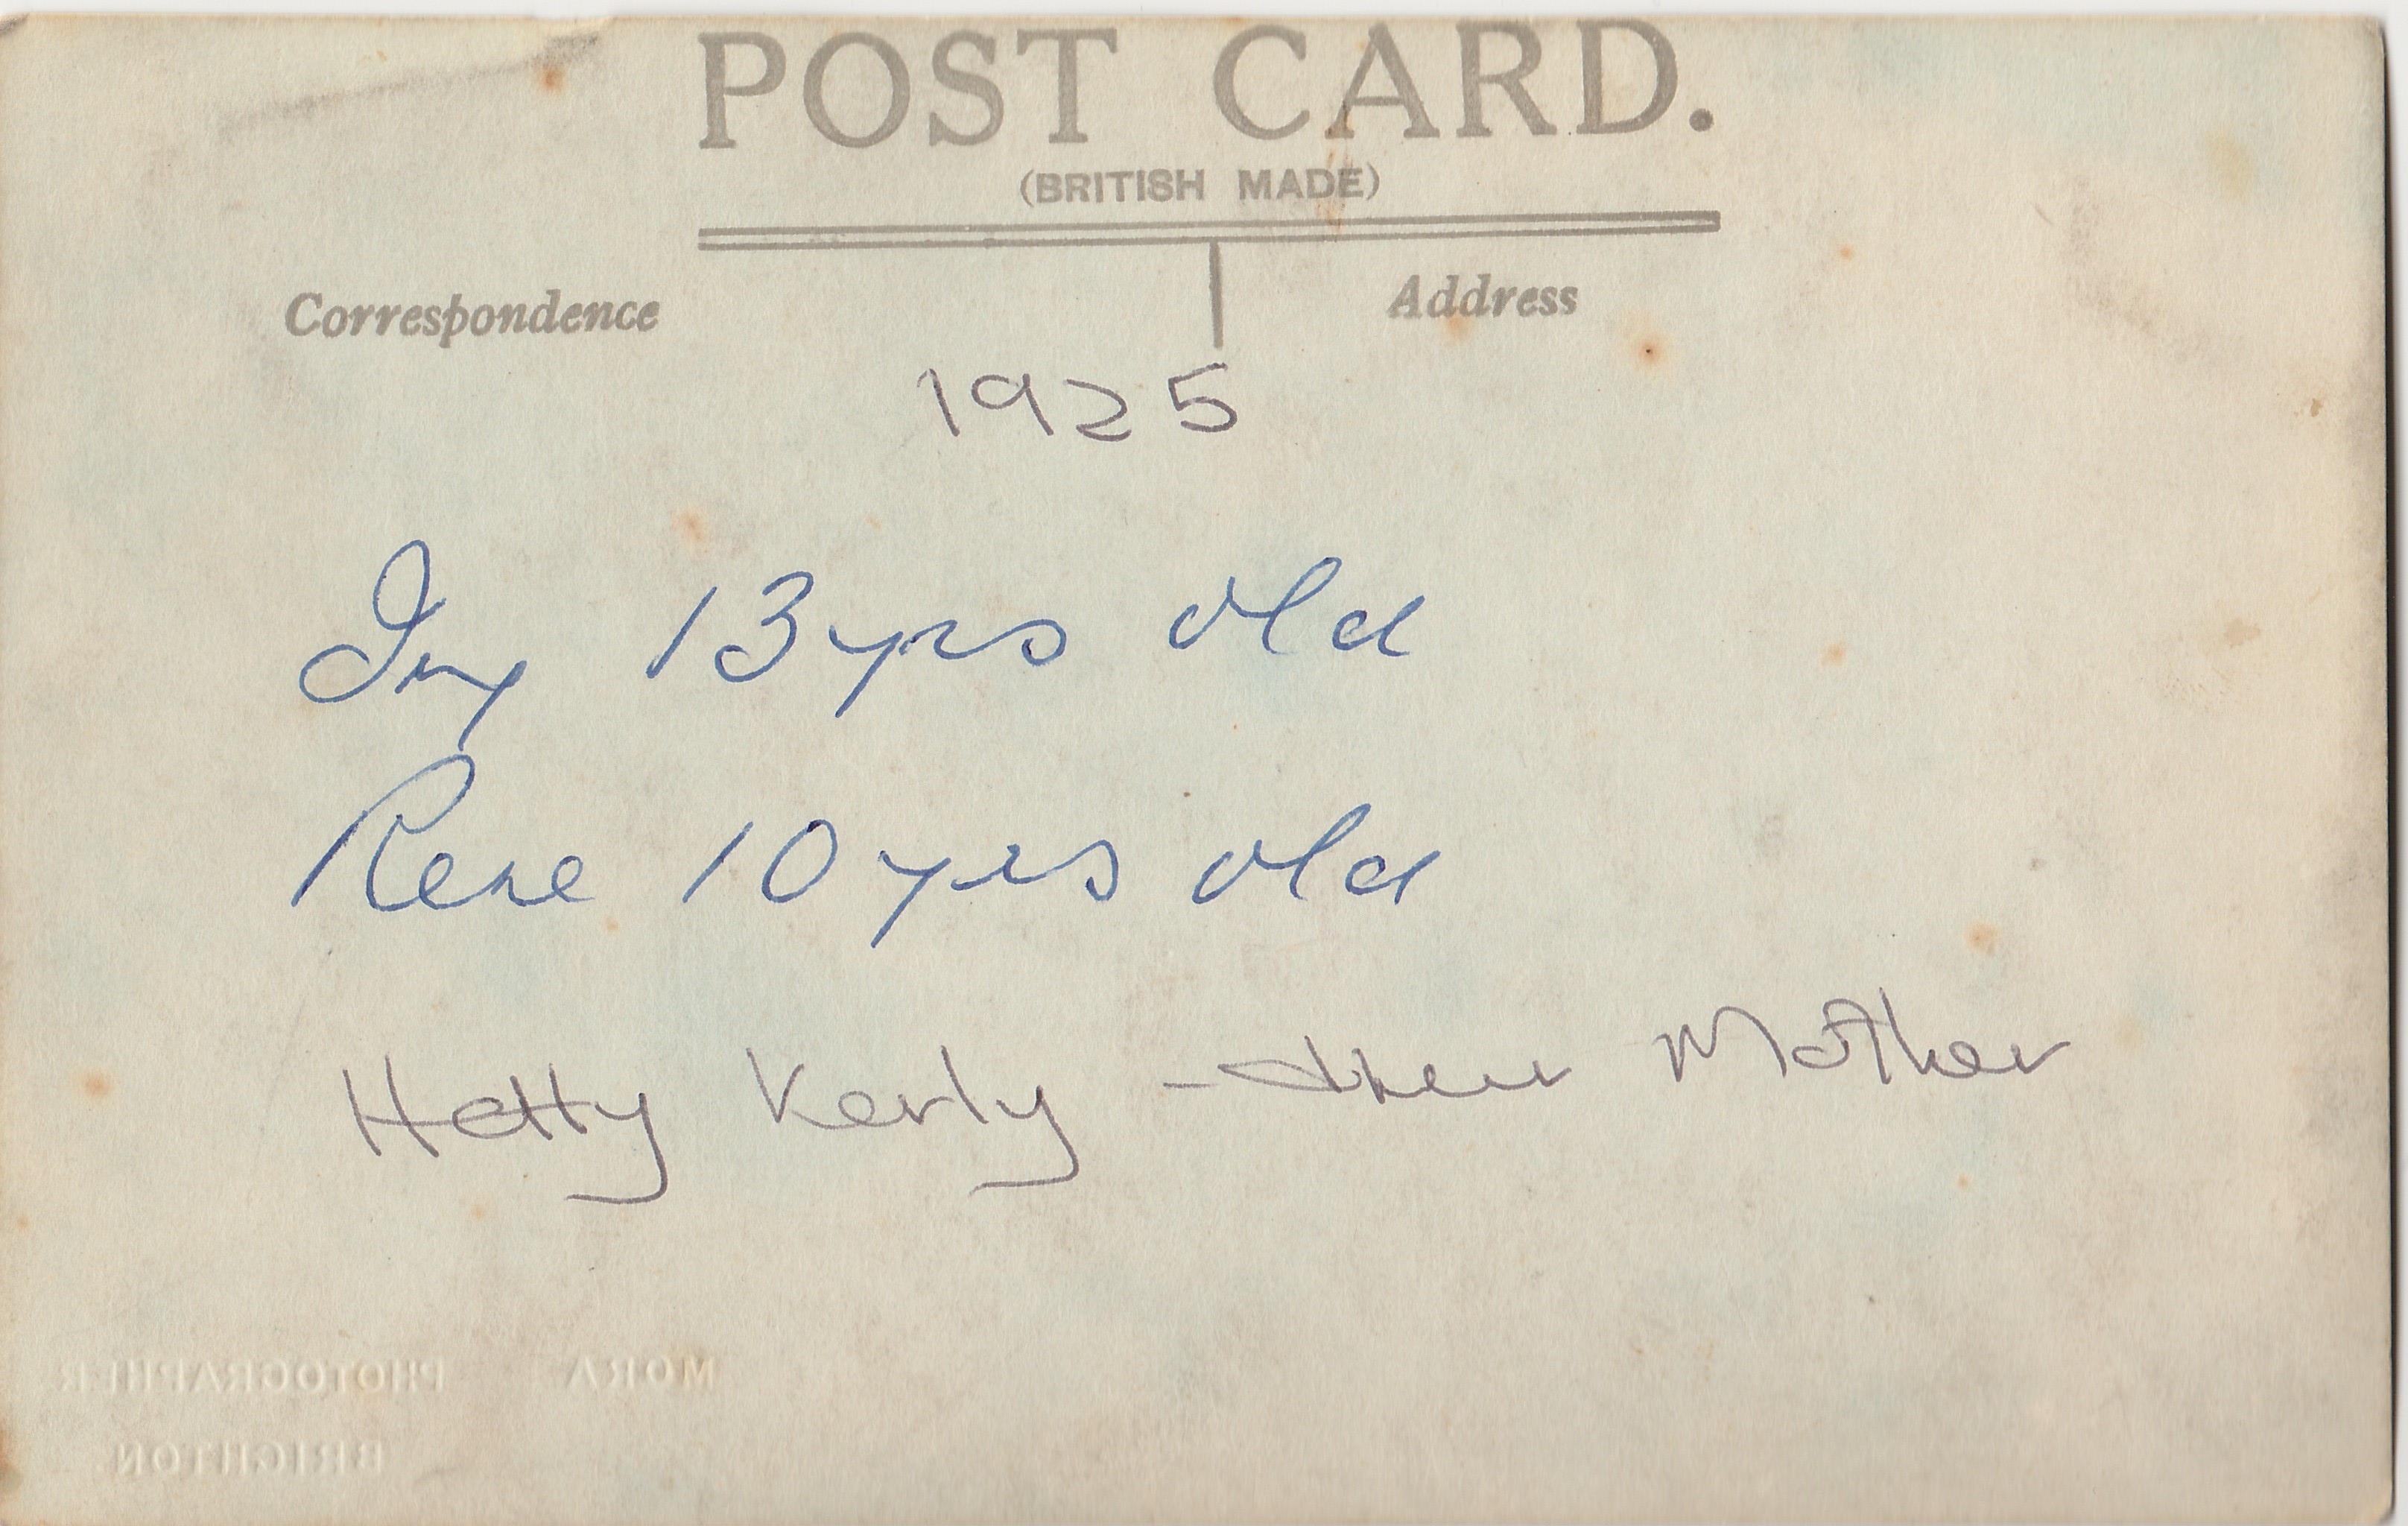 POST CARD.
(BRITISH MADE)
Correspondence
Address
1925
Ivy 13 yrs old
Rene 10 yrs old
Hetty Kerly - their Mother
MORA PHOTOGRAPHER
BRIGHTON